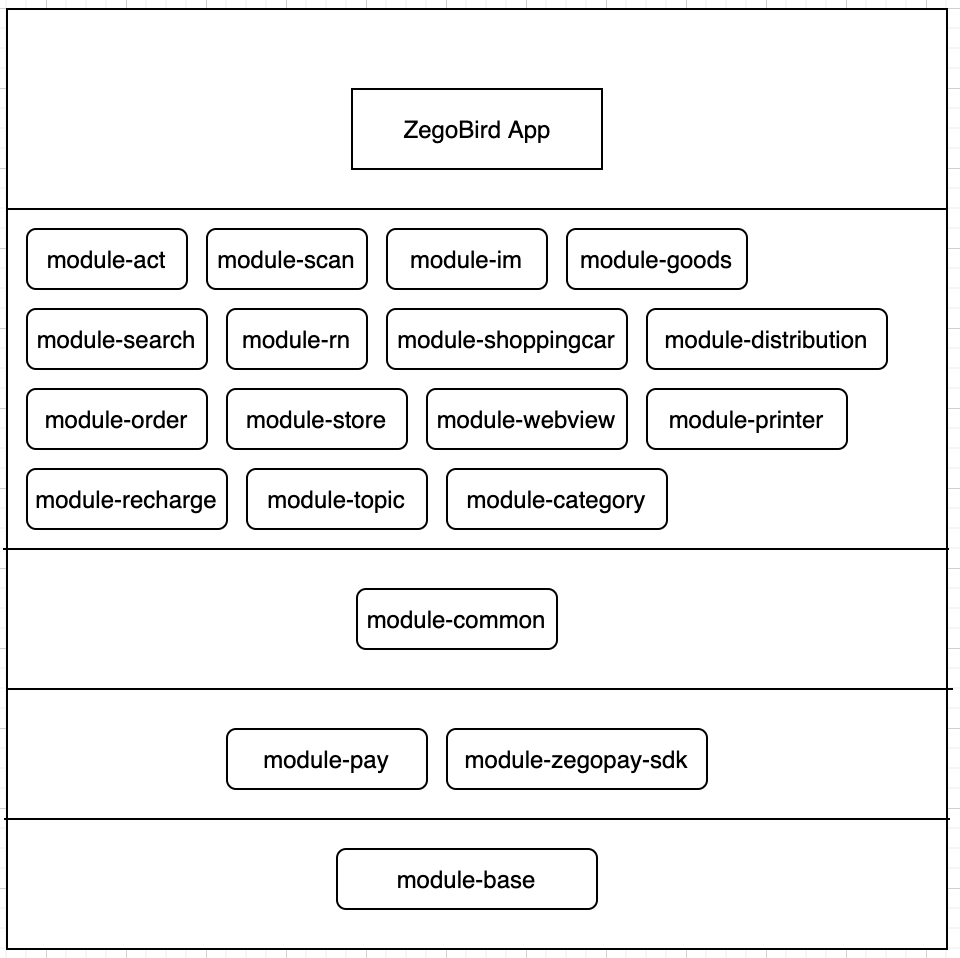 ZegoBird App
module-act module-scan module-im module-goods
module-search module-rn module-shoppingcar module-distribution
module-order module-store module-webview module-printer
module-recharge module-topic module-category
module-common
module-pay module-zegopay-sdk
module-base